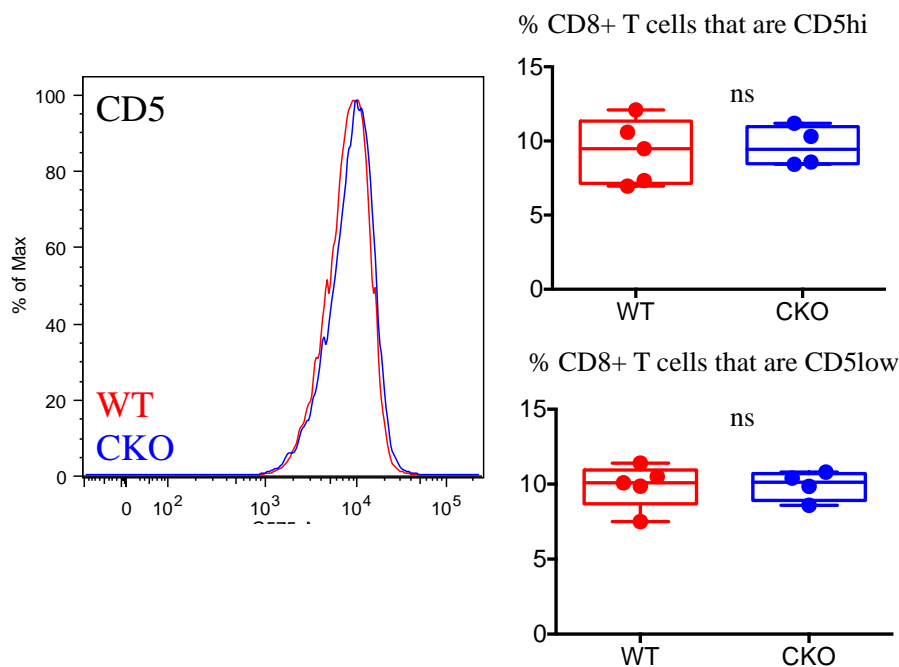 % CD8+ T cells that are CD5hi
CD5
100
80
60
40
20
0
% of Max
WT
CKO
0 10² 10³ 10⁴ 10⁵
15
10
5
0
ns
WT CKO
% CD8+ T cells that are CD5low
15
10
5
0
ns
WT CKO